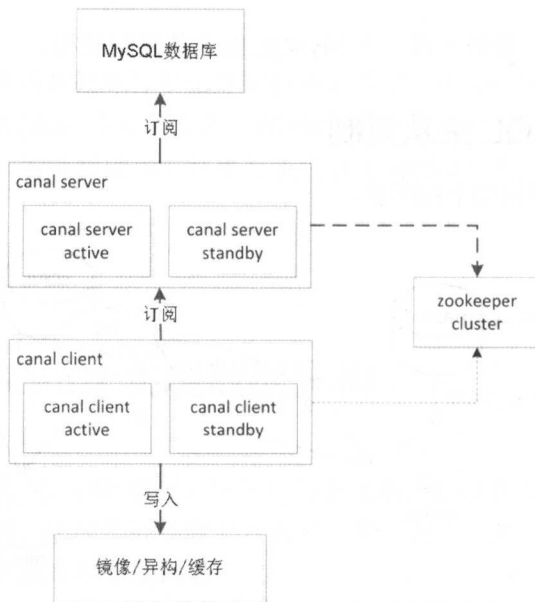 MySQL数据库
订阅
canal server
canal server
active
canal server
standby
zookeeper
cluster
订阅
canal client
canal client
active
canal client
standby
写入
镜像/异构/缓存